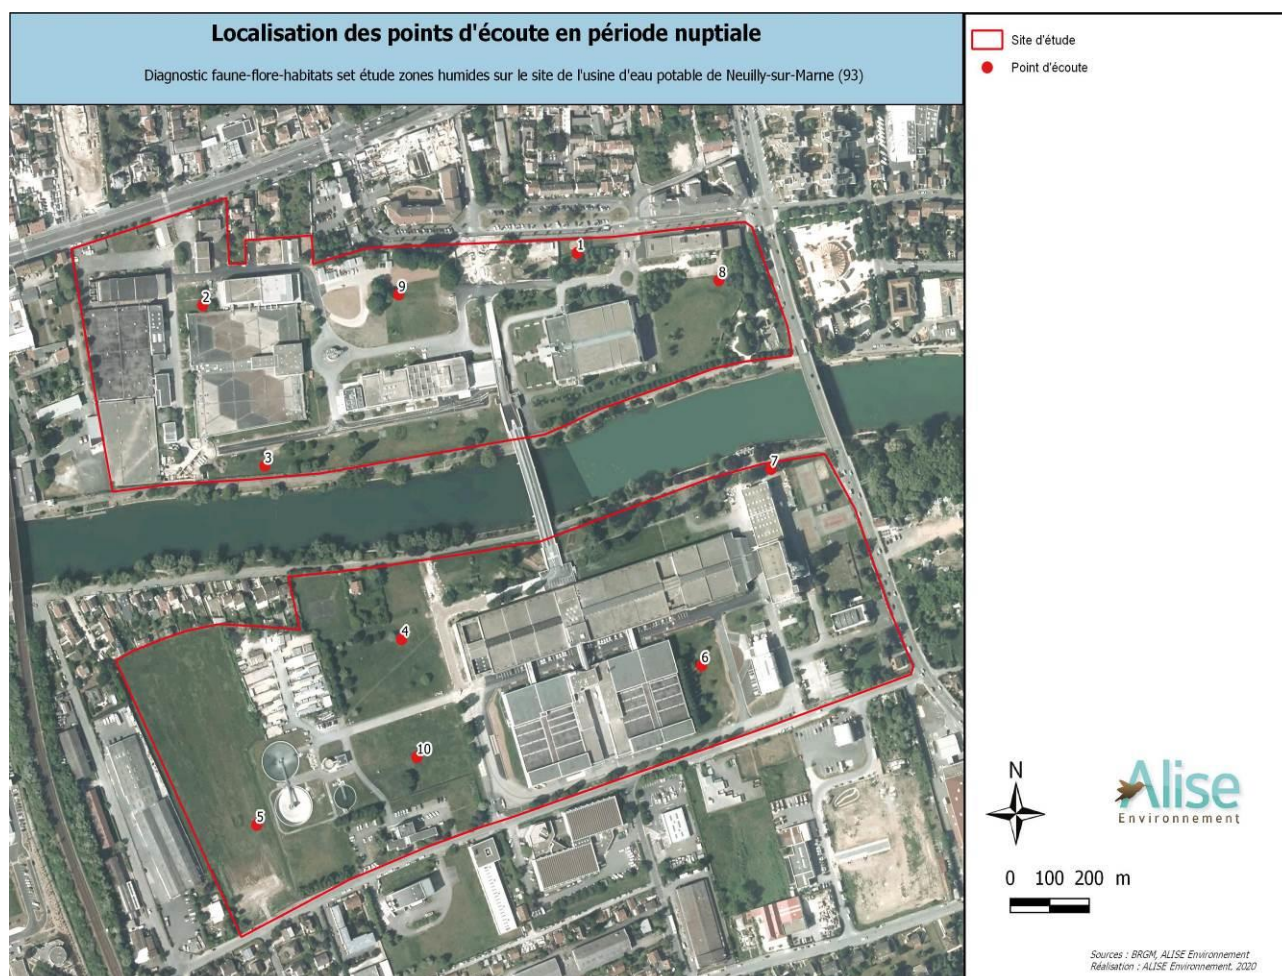 Localisation des points d'écoute en période nuptiale
Diagnostic faune-flore-habitats set étude zones humides sur le site de l'usine d'eau potable de Neuilly-sur-Marne (93)
Site d'étude
Point d'écoute
1
8
2
9
3
7
4
6
10
5
N
Alise
Environnement
0 100 200 m
Sources : BRGM, ALISE Environnement
Réalisation : ALISE Environnement, 2020